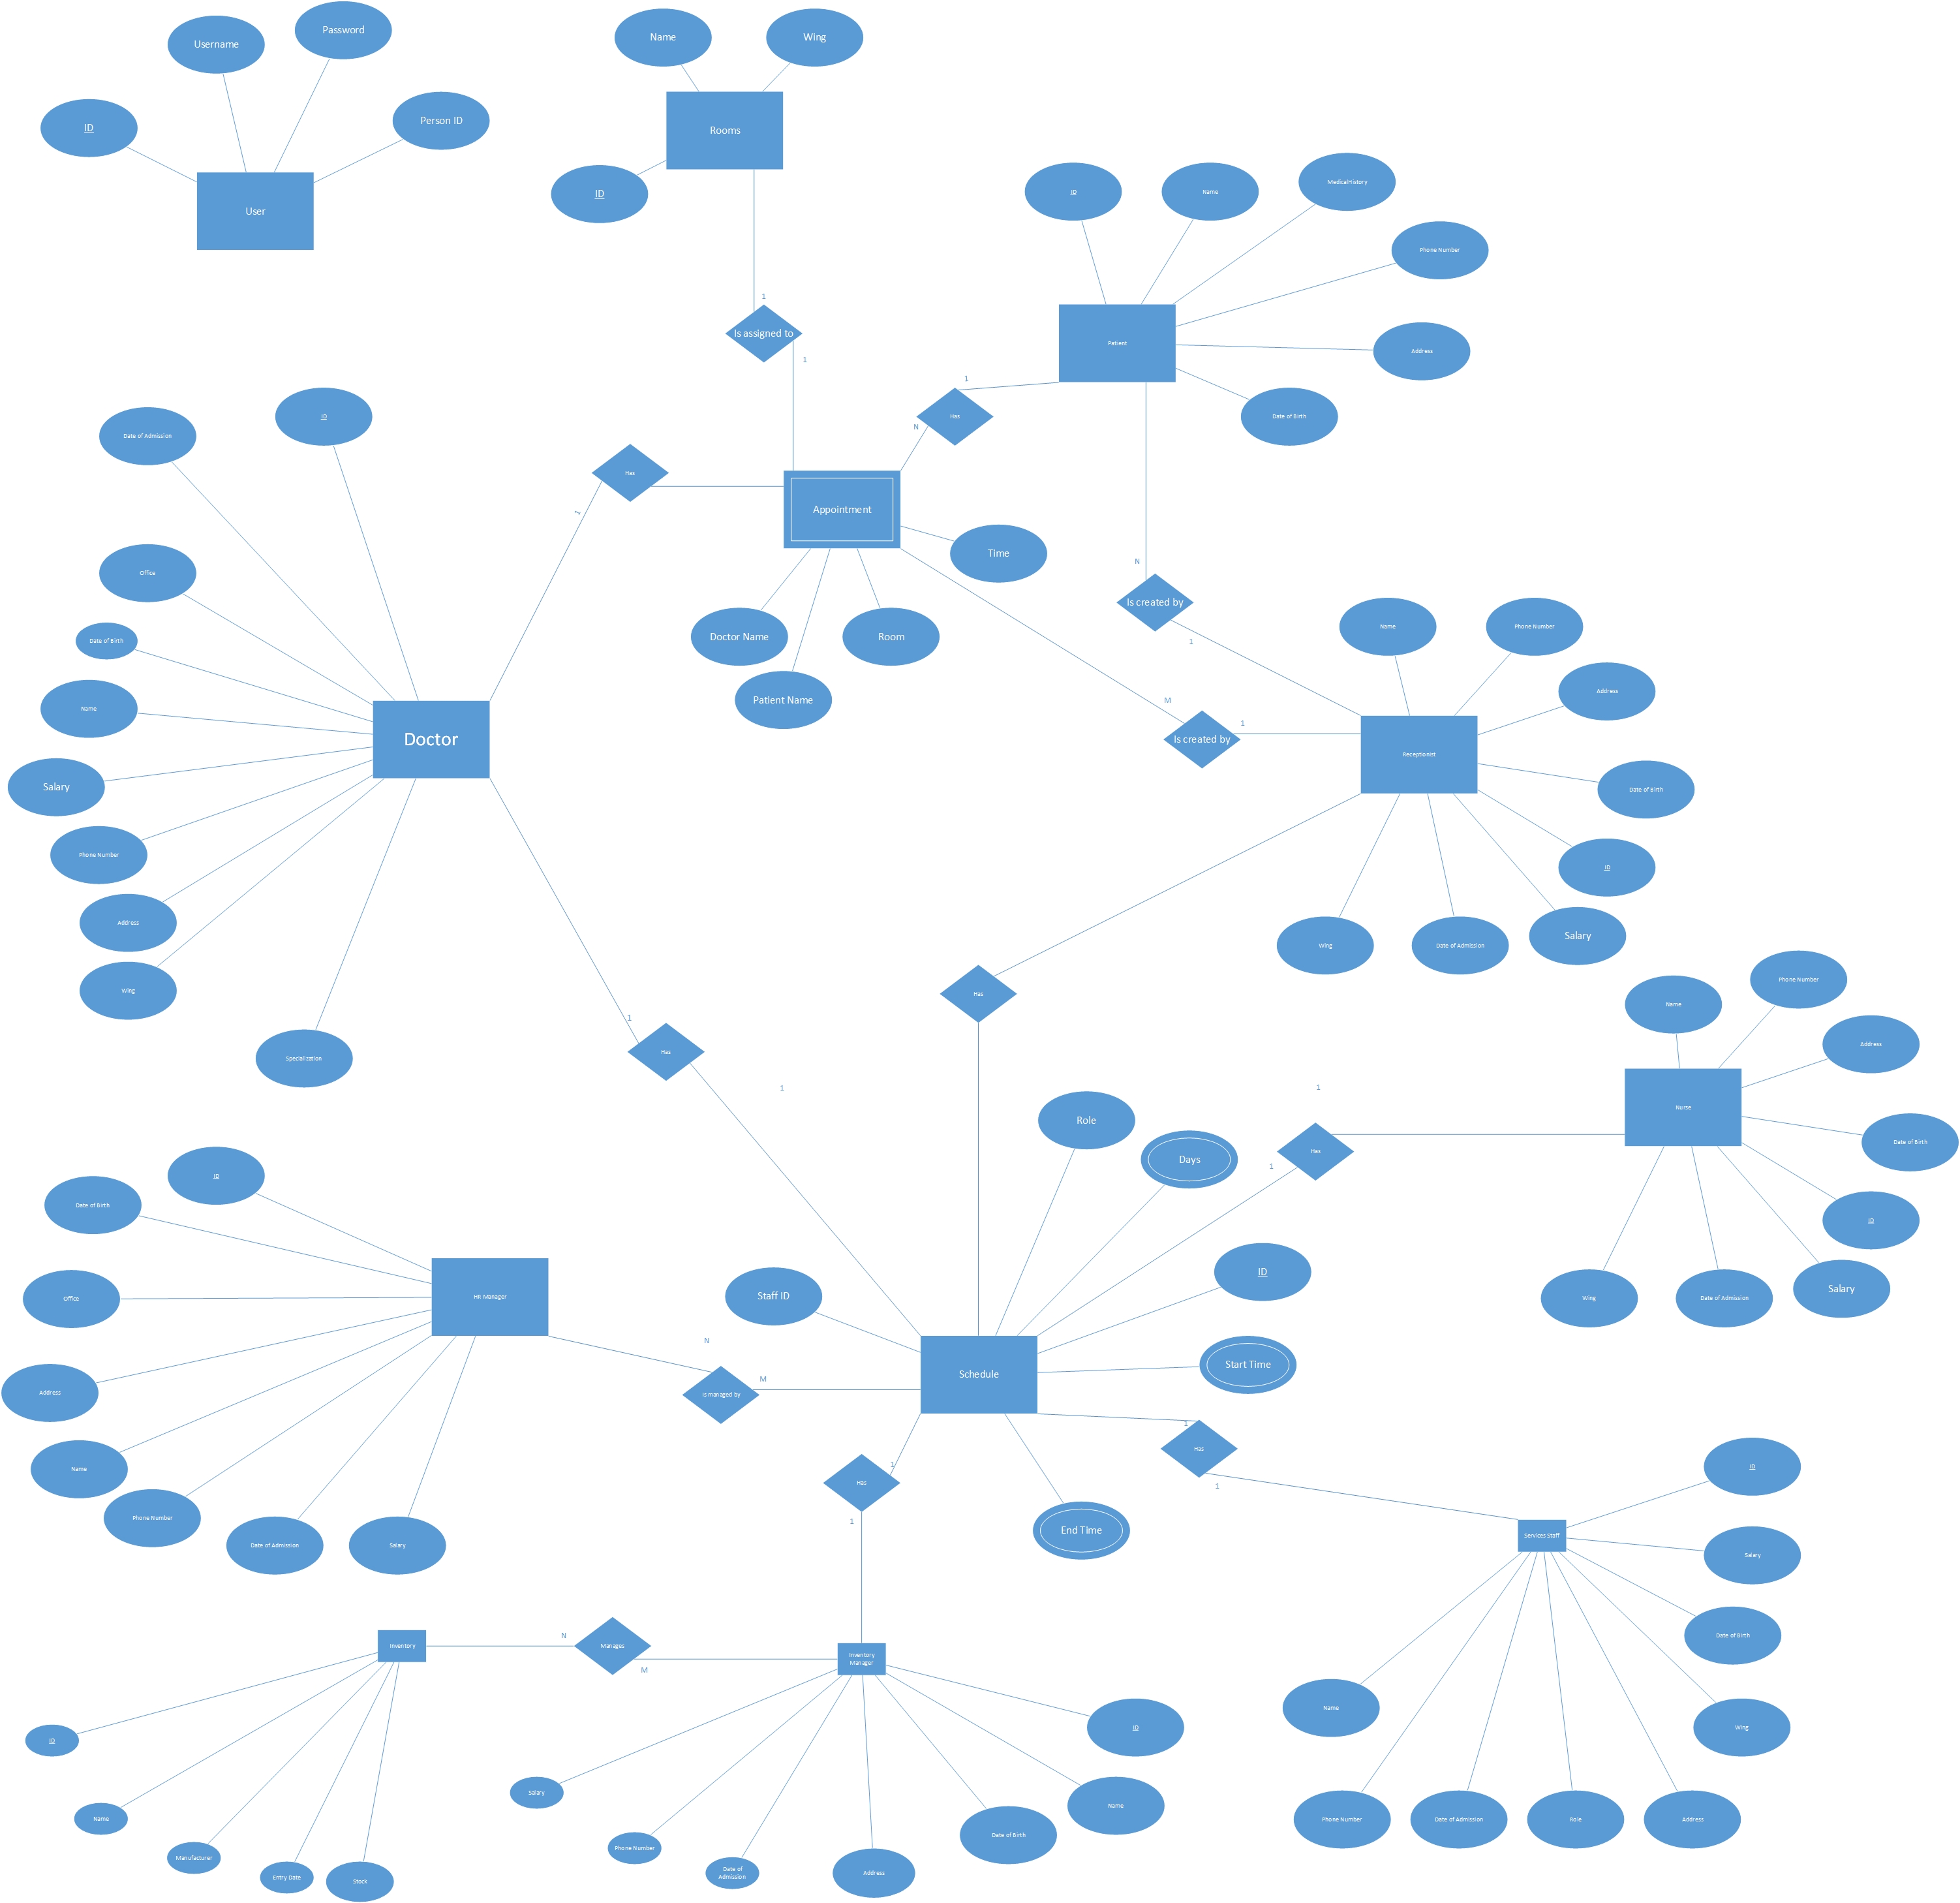 Password
Username
Name
Wing
Person ID
ID
Rooms
ID
User
ID
Name
MedicalHistory
Phone Number
1
Is assigned to
1
Patient
Address
1
Has
N
Date of Birth
ID
Date of Admission
Has
1
Appointment
Time
N
Office
Is created by
1
Name
Phone Number
Date of Birth
Doctor Name
Room
Patient Name
Address
Name
M
1
Is created by
Doctor
Receptionist
Salary
Date of Birth
Phone Number
ID
Address
Wing
Date of Admission
Salary
Wing
Has
Name
Phone Number
1
Has
Specialization
Address
1
1
Role
Nurse
Days
Has
1
Date of Birth
ID
Date of Birth
ID
ID
Office
HR Manager
Staff ID
Wing
Date of Admission
Salary
N
Start Time
Schedule
M
Is managed by
Address
1
Has
Name
1
Has
1
1
ID
Phone Number
End Time
Services Staff
Date of Admission
Salary
Salary
N
Manages
M
Inventory
Inventory
Manager
Date of Birth
Name
Wing
ID
ID
Salary
Name
Name
Manufacturer
Phone Number
Date of Birth
Phone Number
Date of Admission
Role
Address
Entry Date
Stock
Date of
Admission
Address